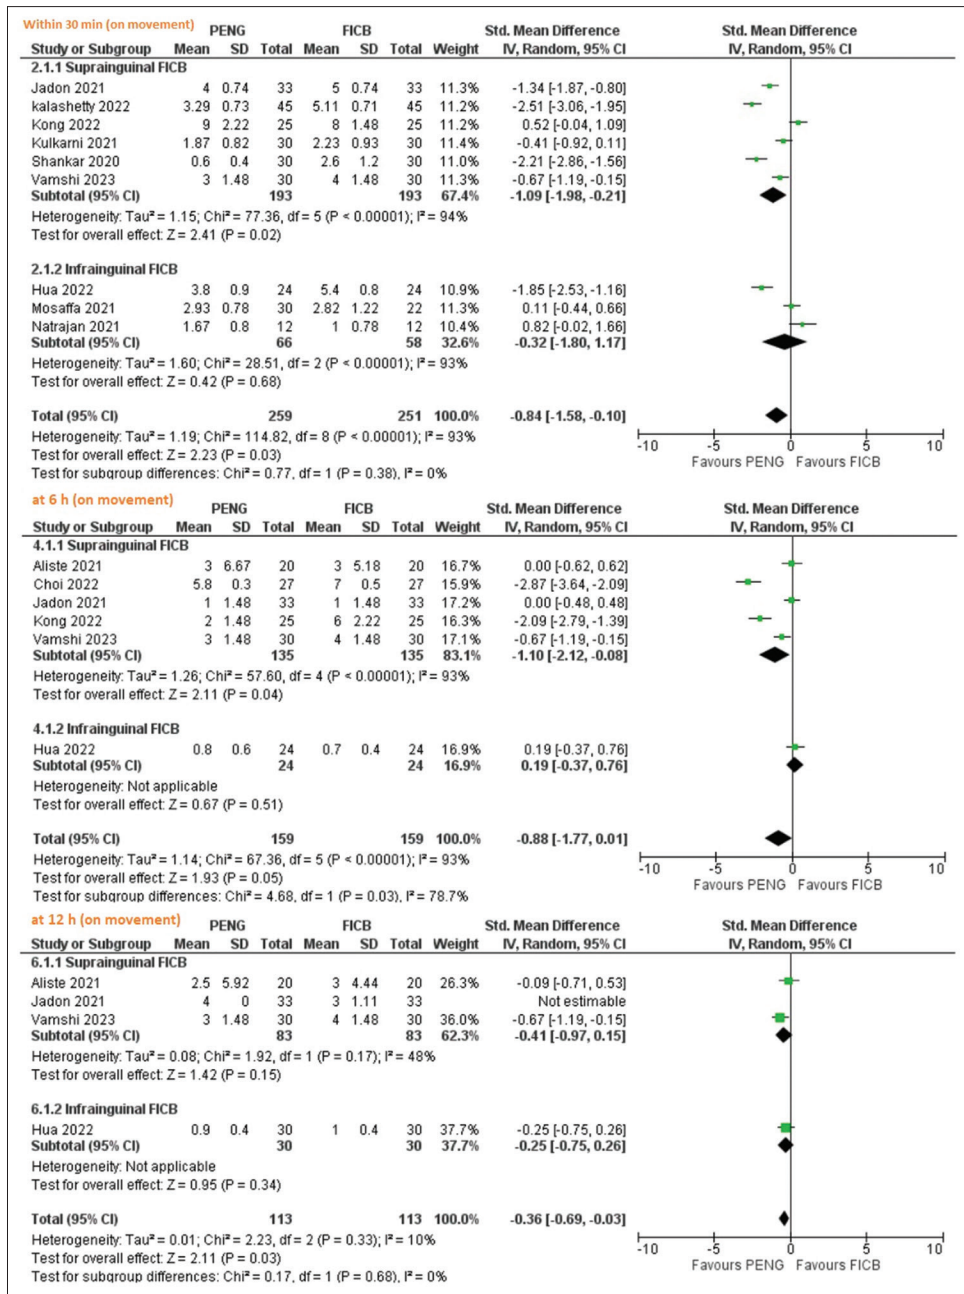 Within 30 min (on movement) PENG FICB Std. Mean Difference Std. Mean Difference
Study or Subgroup Mean SD Total Mean SD Total Weight IV, Random, 95% CI IV, Random, 95% CI
2.1.1 Suprainguinal FICB
Jadon 2021 4 0.74 33 5 0.74 33 11.3% -1.34 [-1.87, -0.80]
kalashetty 2022 3.29 0.73 45 5.11 0.71 45 11.2% -2.51 [-3.06, -1.95]
Kong 2022 9 2.22 25 8 1.48 25 11.2% 0.52 [-0.04, 1.09]
Kulkarni 2021 1.87 0.82 30 2.23 0.93 30 11.4% -0.41 [-0.92, 0.11]
Shankar 2020 0.6 0.4 30 2.6 1.2 30 11.0% -2.21 [-2.86, -1.56]
Vamshi 2023 3 1.48 30 4 1.48 30 11.3% -0.67 [-1.19, -0.15]
Subtotal (95% CI) 193 193 67.4% -1.09 [-1.98, -0.21]
Heterogeneity: Tau² = 1.15; Chi² = 77.36, df = 5 (P < 0.00001); I² = 94%
Test for overall effect: Z = 2.41 (P = 0.02)
2.1.2 Infrainguinal FICB
Hua 2022 3.8 0.9 24 5.4 0.8 24 10.9% -1.85 [-2.53, -1.16]
Mosaffa 2021 2.93 0.78 30 2.82 1.22 22 11.3% 0.11 [-0.44, 0.66]
Natrajan 2021 1.67 0.8 12 1 0.78 12 10.4% 0.82 [-0.02, 1.66]
Subtotal (95% CI) 66 58 32.6% -0.32 [-1.80, 1.17]
Heterogeneity: Tau² = 1.60; Chi² = 28.51, df = 2 (P < 0.00001); I² = 93%
Test for overall effect: Z = 0.42 (P = 0.68)
Total (95% CI) 259 251 100.0% -0.84 [-1.58, -0.10]
Heterogeneity: Tau² = 1.19; Chi² = 114.82, df = 8 (P < 0.00001); I² = 93%
Test for overall effect: Z = 2.23 (P = 0.03)
Test for subgroup differences: Chi² = 0.77, df = 1 (P = 0.38), I² = 0%
-10 -5 0 5 10
Favours PENG Favours FICB
at 6 h (on movement) PENG FICB Std. Mean Difference Std. Mean Difference
Study or Subgroup Mean SD Total Mean SD Total Weight IV, Random, 95% CI IV, Random, 95% CI
4.1.1 Suprainguinal FICB
Aliste 2021 3 6.67 20 3 5.18 20 16.7% 0.00 [-0.62, 0.62]
Choi 2022 5.8 0.3 27 7 0.5 27 15.9% -2.87 [-3.64, -2.09]
Jadon 2021 1 1.48 33 1 1.48 33 17.2% 0.00 [-0.48, 0.48]
Kong 2022 2 1.48 25 6 2.22 25 16.3% -2.09 [-2.79, -1.39]
Vamshi 2023 3 1.48 30 4 1.48 30 17.1% -0.67 [-1.19, -0.15]
Subtotal (95% CI) 135 135 83.1% -1.10 [-2.12, -0.08]
Heterogeneity: Tau² = 1.26; Chi² = 57.60, df = 4 (P < 0.00001); I² = 93%
Test for overall effect: Z = 2.11 (P = 0.04)
4.1.2 Infrainguinal FICB
Hua 2022 0.8 0.6 24 0.7 0.4 24 16.9% 0.19 [-0.37, 0.76]
Subtotal (95% CI) 24 24 16.9% 0.19 [-0.37, 0.76]
Heterogeneity: Not applicable
Test for overall effect: Z = 0.67 (P = 0.51)
Total (95% CI) 159 159 100.0% -0.88 [-1.77, 0.01]
Heterogeneity: Tau² = 1.14; Chi² = 67.36, df = 5 (P < 0.00001); I² = 93%
Test for overall effect: Z = 1.93 (P = 0.05)
Test for subgroup differences: Chi² = 4.68, df = 1 (P = 0.03), I² = 78.7%
-10 -5 0 5 10
Favours PENG Favours FICB
at 12 h (on movement) PENG FICB Std. Mean Difference Std. Mean Difference
Study or Subgroup Mean SD Total Mean SD Total Weight IV, Random, 95% CI IV, Random, 95% CI
6.1.1 Suprainguinal FICB
Aliste 2021 2.5 5.92 20 3 4.44 20 26.3% -0.09 [-0.71, 0.53]
Jadon 2021 4 0 33 3 1.11 33 Not estimable
Vamshi 2023 3 1.48 30 4 1.48 30 36.0% -0.67 [-1.19, -0.15]
Subtotal (95% CI) 83 83 62.3% -0.41 [-0.97, 0.15]
Heterogeneity: Tau² = 0.08; Chi² = 1.92, df = 1 (P = 0.17); I² = 48%
Test for overall effect: Z = 1.42 (P = 0.15)
6.1.2 Infrainguinal FICB
Hua 2022 0.9 0.4 30 1 0.4 30 37.7% -0.25 [-0.75, 0.26]
Subtotal (95% CI) 30 30 37.7% -0.25 [-0.75, 0.26]
Heterogeneity: Not applicable
Test for overall effect: Z = 0.95 (P = 0.34)
Total (95% CI) 113 113 100.0% -0.36 [-0.69, -0.03]
Heterogeneity: Tau² = 0.01; Chi² = 2.23, df = 2 (P = 0.33); I² = 10%
Test for overall effect: Z = 2.11 (P = 0.03)
Test for subgroup differences: Chi² = 0.17, df = 1 (P = 0.68), I² = 0%
-10 -5 0 5 10
Favours PENG Favours FICB